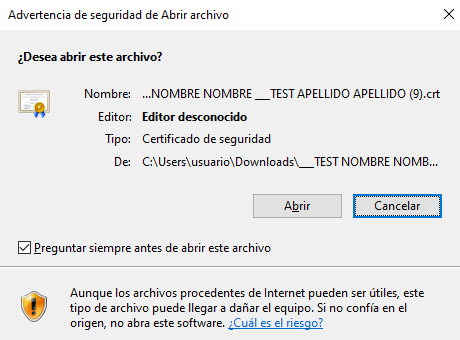 Advertencia de seguridad de Abrir archivo
¿Desea abrir este archivo?
Nombre: ...NOMBRE NOMBRE ___TEST APELLIDO APELLIDO (9).crt
Editor: Editor desconocido
Tipo: Certificado de seguridad
De: C:\Users\usuario\Downloads\___TEST NOMBRE NOMB...
Abrir Cancelar
Preguntar siempre antes de abrir este archivo
Aunque los archivos procedentes de Internet pueden ser útiles, este
tipo de archivo puede llegar a dañar el equipo. Si no confía en el
origen, no abra este software. ¿Cuál es el riesgo?